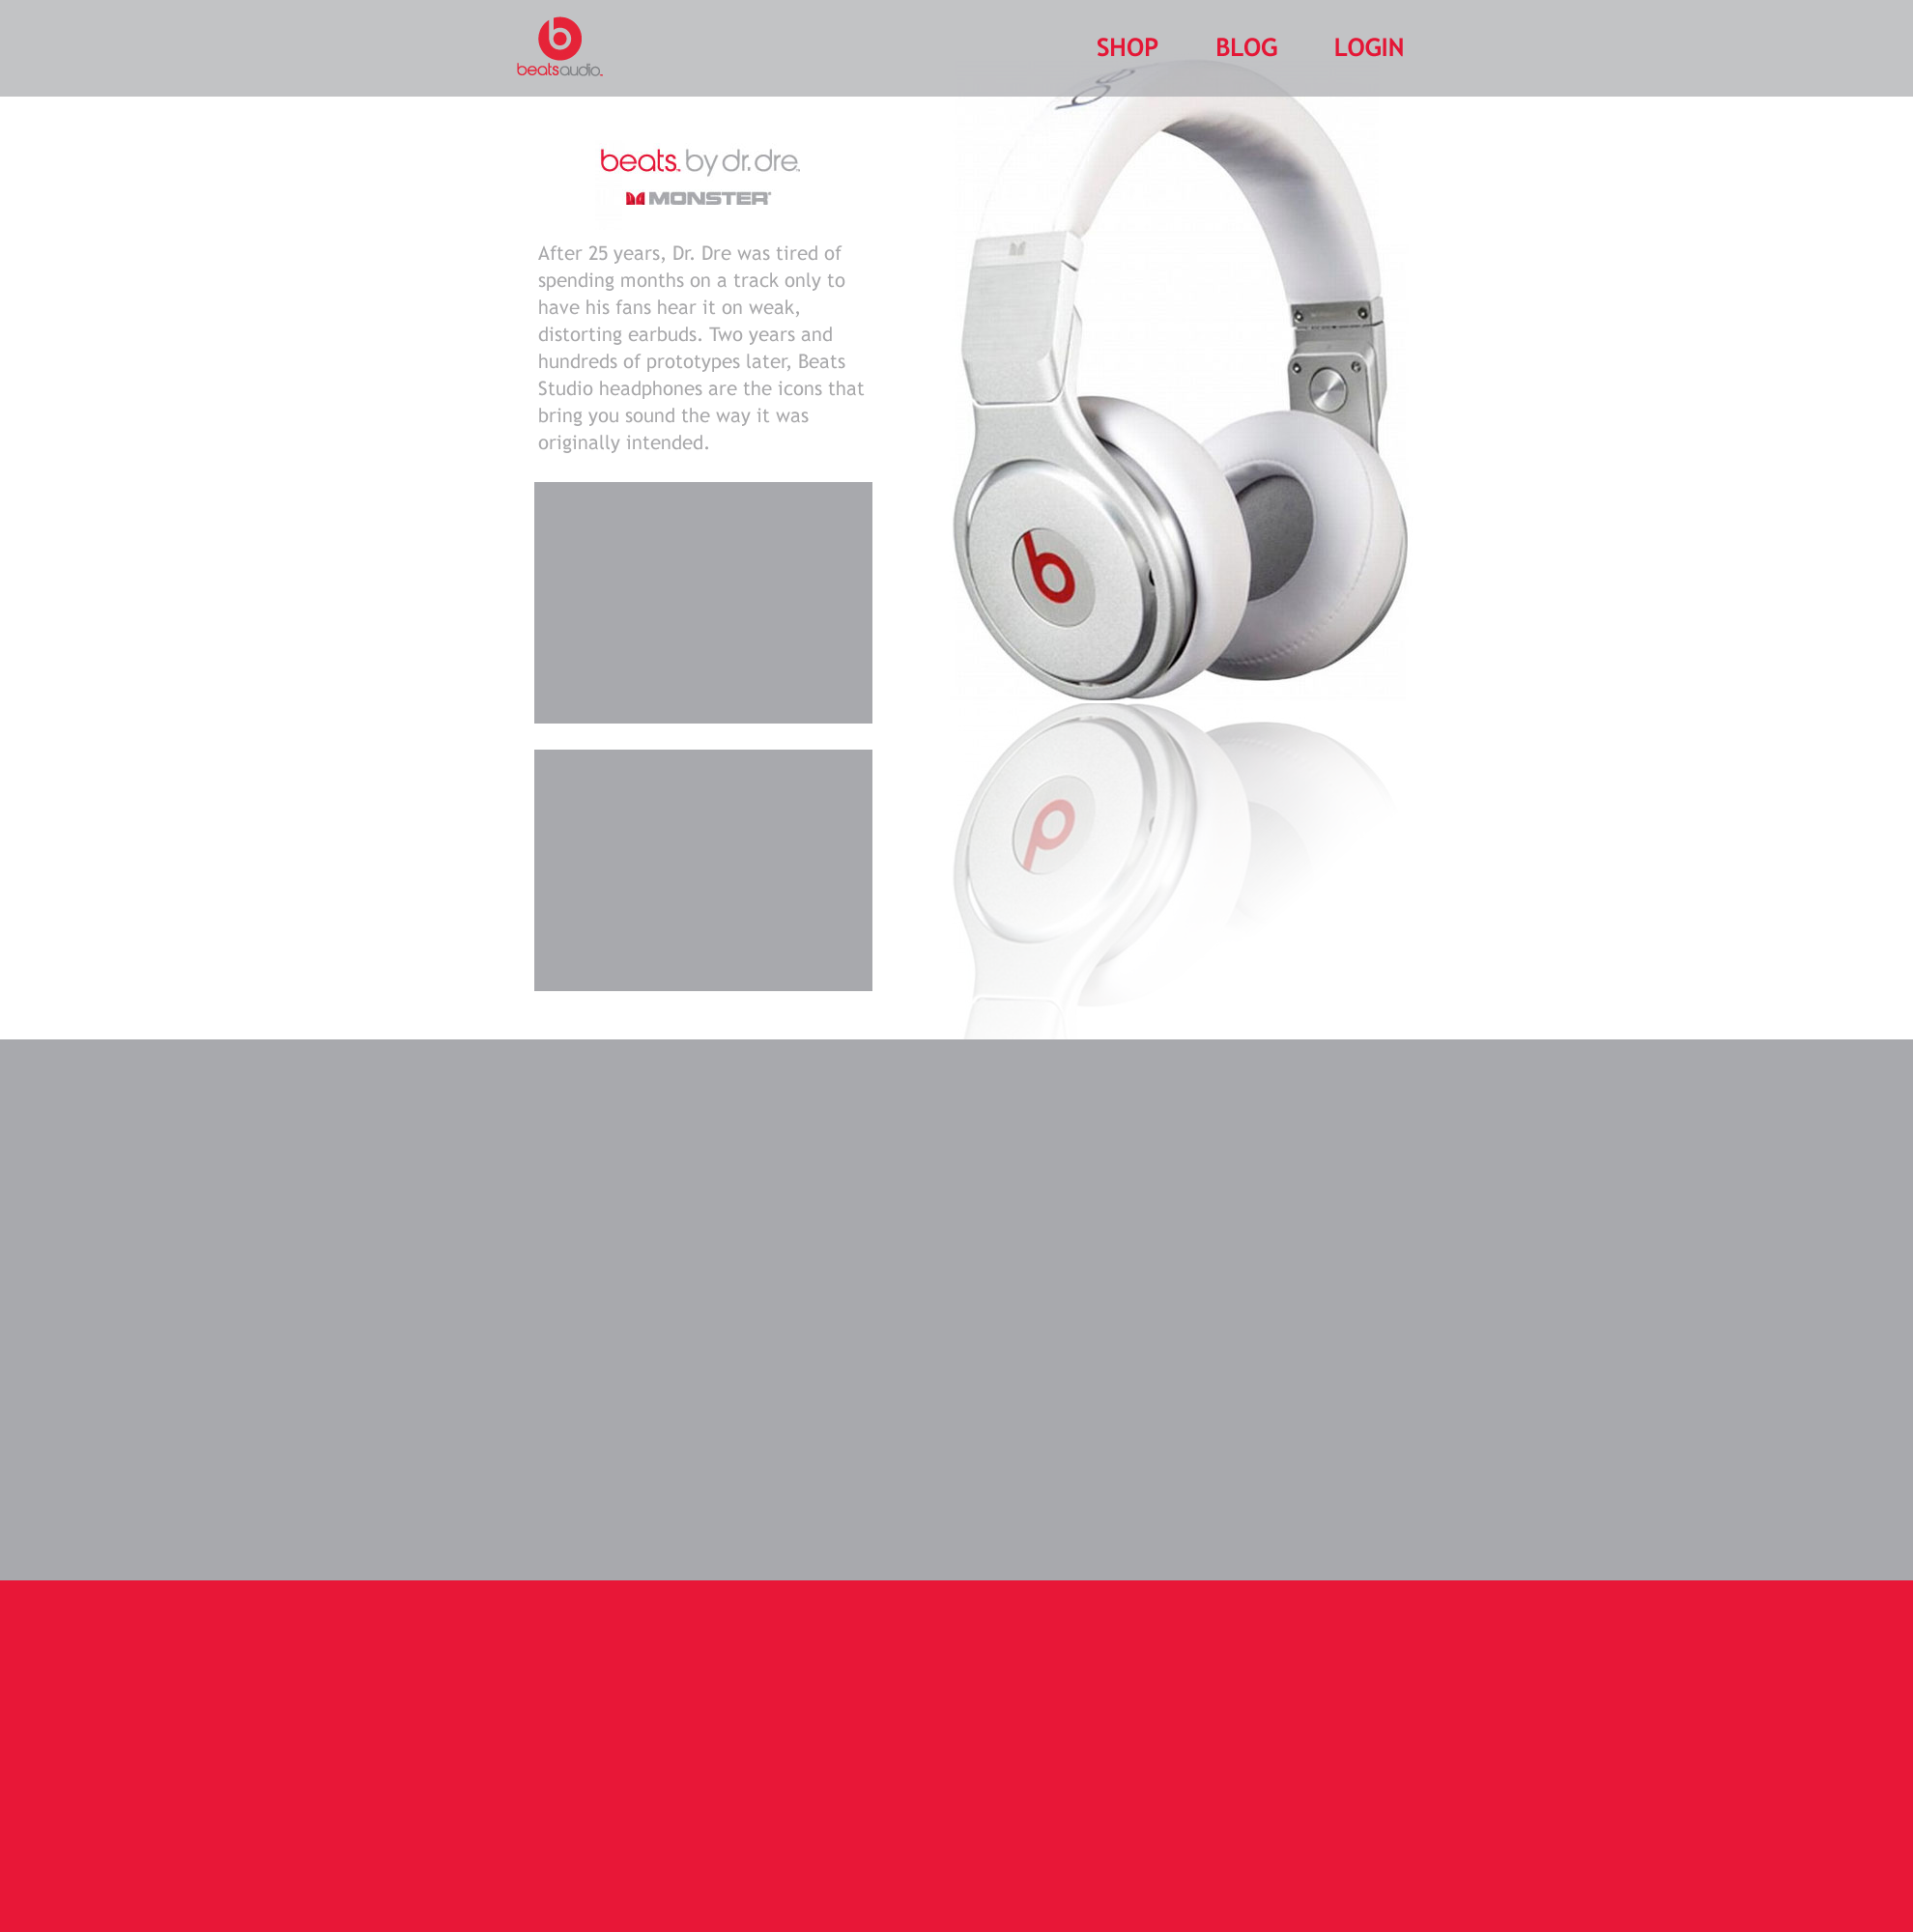 b
beatsaudio.
SHOP BLOG LOGIN
b
beats™ by dr. dre™
MONSTER®
After 25 years, Dr. Dre was tired of
spending months on a track only to
have his fans hear it on weak,
distorting earbuds. Two years and
hundreds of prototypes later, Beats
Studio headphones are the icons that
bring you sound the way it was
originally intended.
b